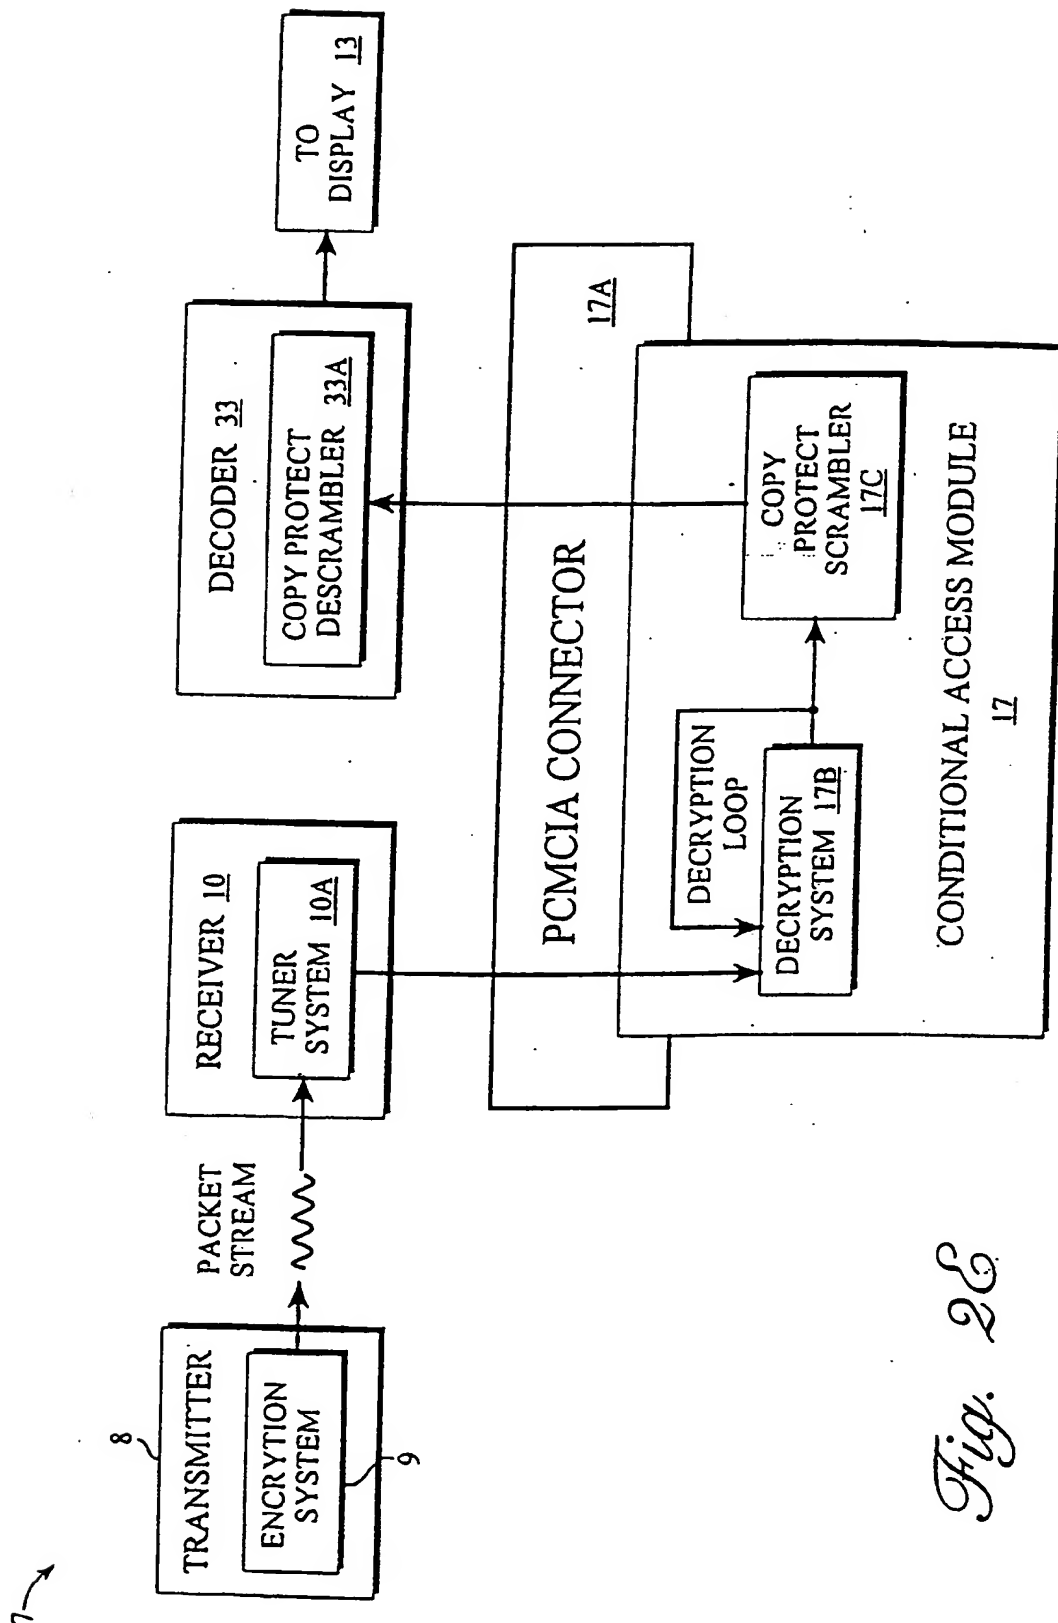 7
8
TRANSMITTER
ENCRYTION
SYSTEM
9
PACKET
STREAM
RECEIVER 10
TUNER
SYSTEM 10A
DECODER 33
COPY PROTECT
DESCRAMBLER 33A
TO
DISPLAY 13
PCMCIA CONNECTOR
17A
DECRYPTION
LOOP
DECRYPTION
SYSTEM 17B
COPY
PROTECT
SCRAMBLER
17C
CONDITIONAL ACCESS MODULE
17
Fig. 2E